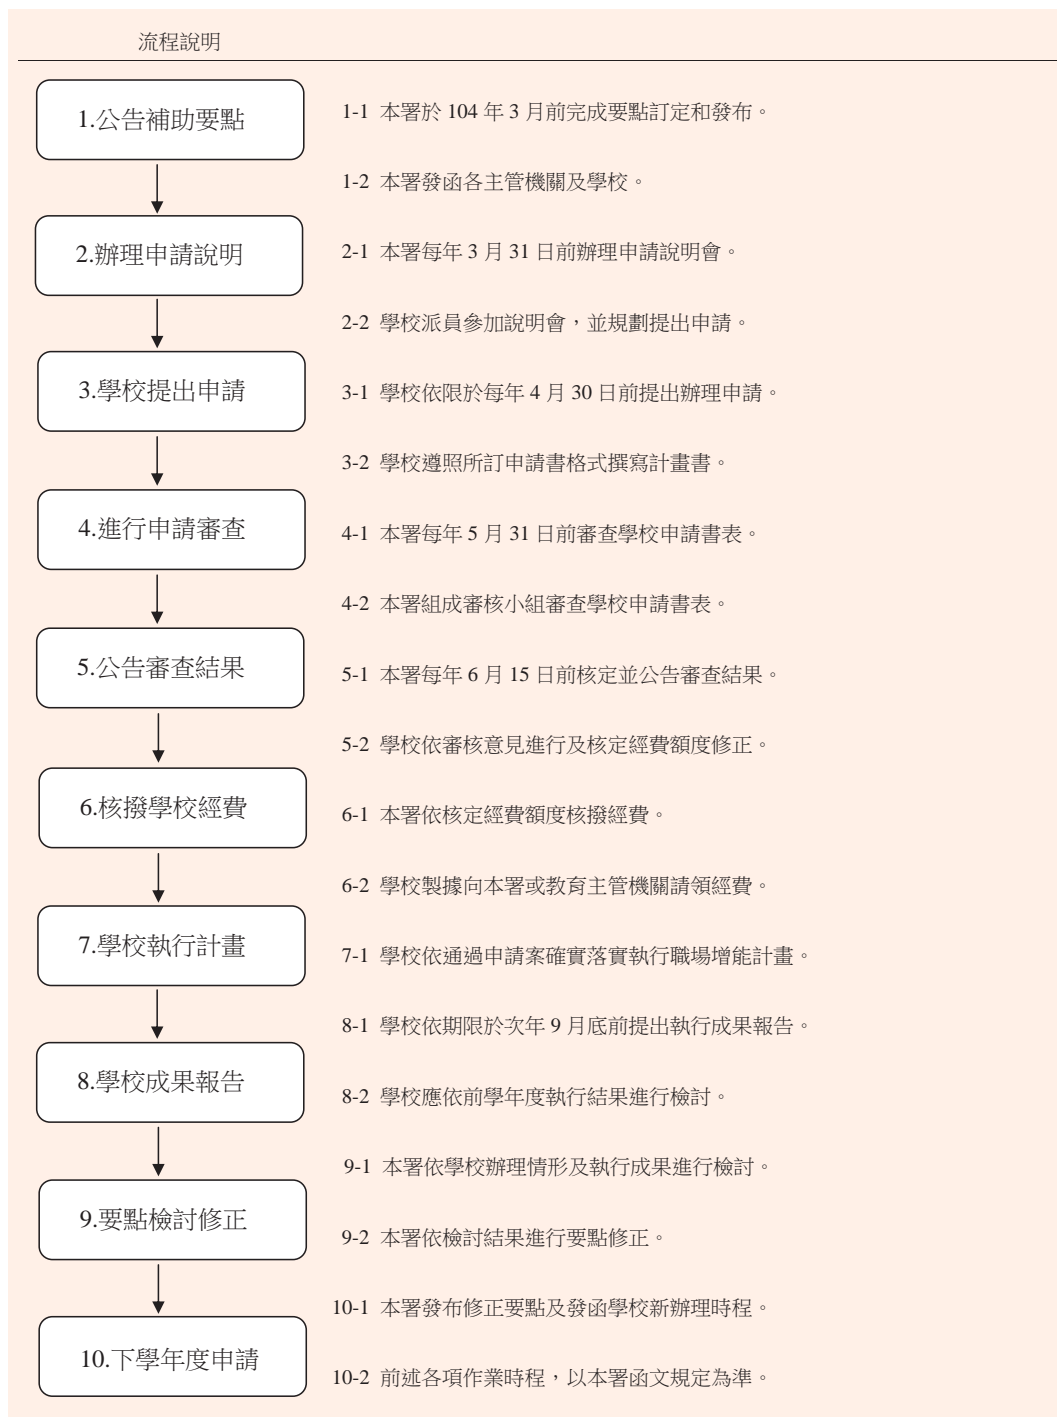 流程說明
1.公告補助要點
1-1 本署於 104 年 3 月前完成要點訂定和發布。
1-2 本署發函各主管機關及學校。
2.辦理申請說明
2-1 本署每年 3 月 31 日前辦理申請說明會。
2-2 學校派員參加說明會，並規劃提出申請。
3.學校提出申請
3-1 學校依限於每年 4 月 30 日前提出辦理申請。
3-2 學校遵照所訂申請書格式撰寫計畫書。
4.進行申請審查
4-1 本署每年 5 月 31 日前審查學校申請書表。
4-2 本署組成審核小組審查學校申請書表。
5.公告審查結果
5-1 本署每年 6 月 15 日前核定並公告審查結果。
5-2 學校依審核意見進行及核定經費額度修正。
6.核撥學校經費
6-1 本署依核定經費額度核撥經費。
6-2 學校製據向本署或教育主管機關請領經費。
7.學校執行計畫
7-1 學校依通過申請案確實落實執行職場增能計畫。
8-1 學校依期限於次年 9 月底前提出執行成果報告。
8.學校成果報告
8-2 學校應依前學年度執行結果進行檢討。
9-1 本署依學校辦理情形及執行成果進行檢討。
9.要點檢討修正
9-2 本署依檢討結果進行要點修正。
10-1 本署發布修正要點及發函學校新辦理時程。
10.下學年度申請
10-2 前述各項作業時程，以本署函文規定為準。